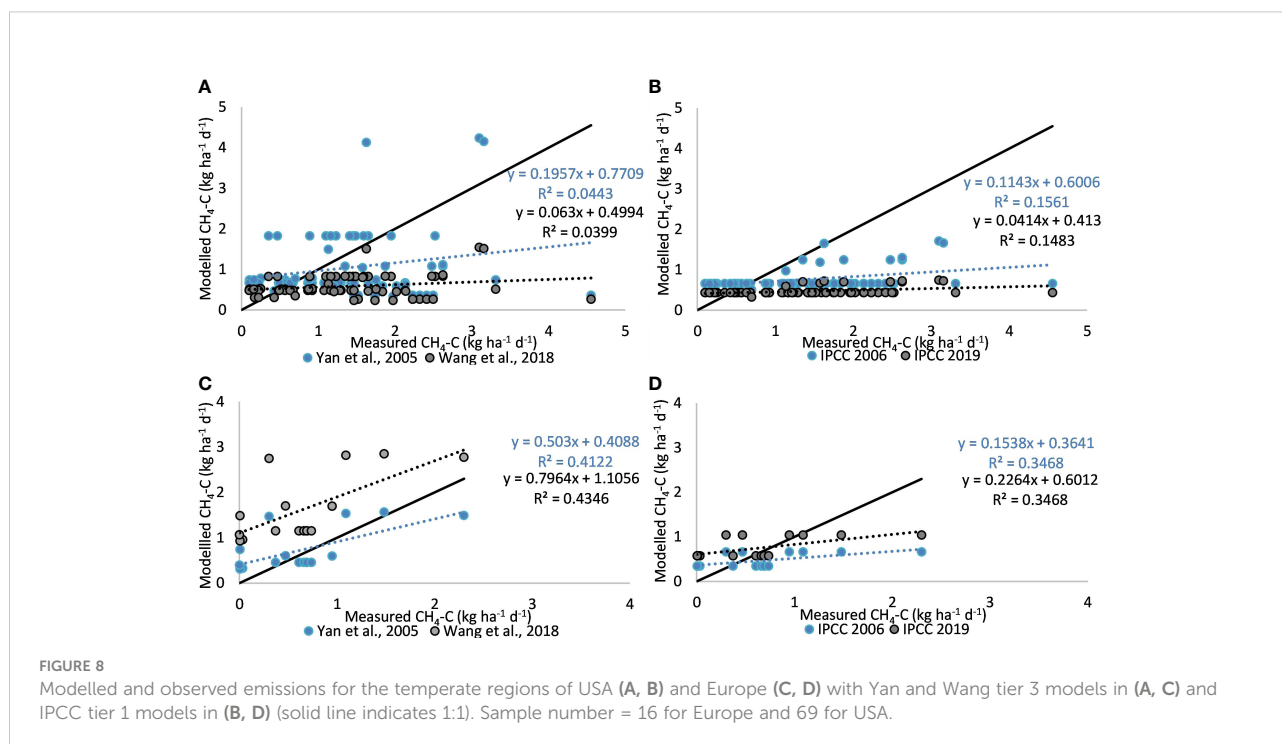 A
5
4
3
2
1
0
Modelled CH₄-C (kg ha⁻¹ d⁻¹)
y = 0.1957x + 0.7709
R² = 0.0443
y = 0.063x + 0.4994
R² = 0.0399
0 1 2 3 4 5
Measured CH₄-C (kg ha⁻¹ d⁻¹)
Yan et al., 2005 Wang et al., 2018
B
5
4
3
2
1
0
Modelled CH₄-C (kg ha⁻¹ d⁻¹)
y = 0.1143x + 0.6006
R² = 0.1561
y = 0.0414x + 0.413
R² = 0.1483
0 1 2 3 4 5
Measured CH₄-C (kg ha⁻¹ d⁻¹)
IPCC 2006 IPCC 2019
C
4
3
2
1
0
Modellled CH₄-C (kg ha⁻¹ d⁻¹)
y = 0.503x + 0.4088
R² = 0.4122
y = 0.7964x + 1.1056
R² = 0.4346
0 1 2 3 4
Measured CH₄-C (kg ha⁻¹ d⁻¹)
Yan et al., 2005 Wang et al., 2018
D
4
3
2
1
0
Modelled CH₄-C (kg ha⁻¹ d⁻¹)
y = 0.1538x + 0.3641
R² = 0.3468
y = 0.2264x + 0.6012
R² = 0.3468
0 1 2 3 4
Measured CH₄-C (kg ha⁻¹ d⁻¹)
IPCC 2006 IPCC 2019
FIGURE 8
Modelled and observed emissions for the temperate regions of USA (A, B) and Europe (C, D) with Yan and Wang tier 3 models in (A, C) and
IPCC tier 1 models in (B, D) (solid line indicates 1:1). Sample number = 16 for Europe and 69 for USA.